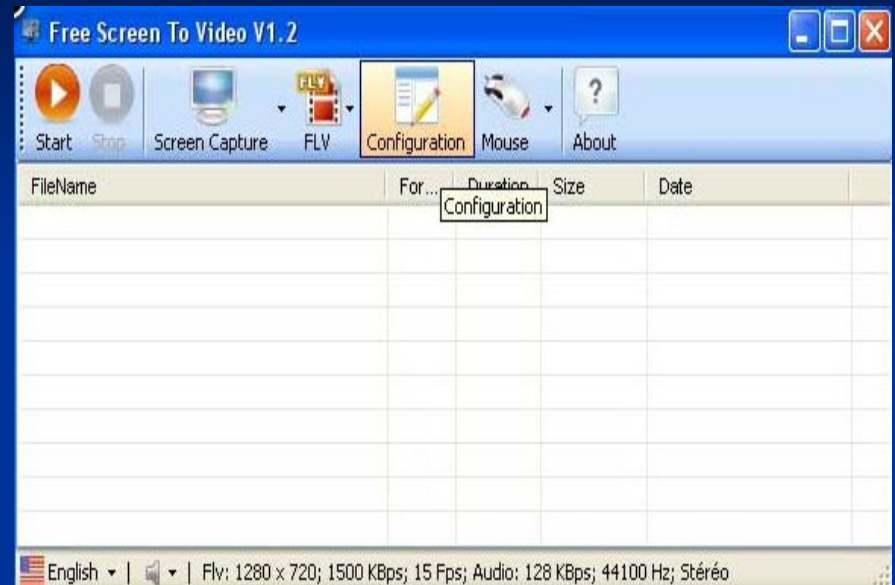 Free Screen To Video V1.2
FLV
?
Start Stop Screen Capture FLV Configuration Mouse About
FileName For... Duration Size Date
Configuration
English | | Flv: 1280 x 720; 1500 KBps; 15 Fps; Audio: 128 KBps; 44100 Hz; Stéréo